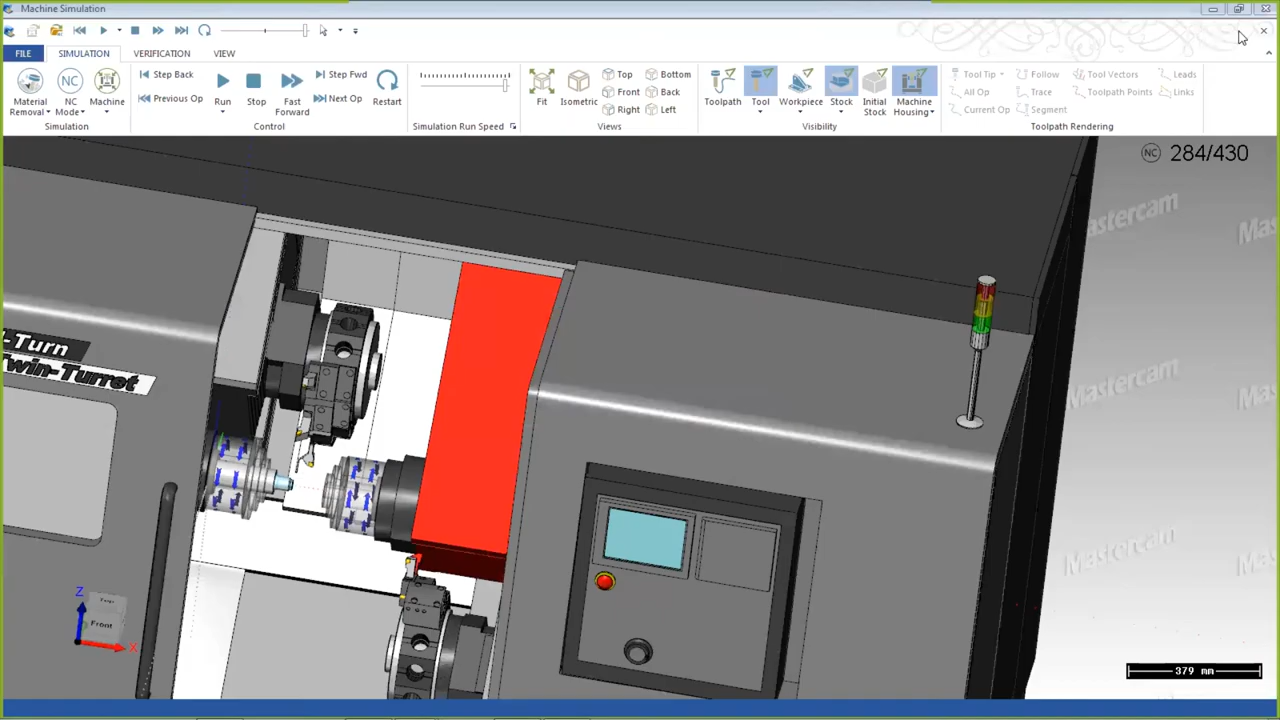 Machine Simulation
FILE
SIMULATION
VERIFICATION
VIEW
Material Removal
NC Mode
Machine
Simulation
Step Back
Previous Op
Run
Stop
Fast Forward
Step Fwd
Next Op
Restart
Control
Simulation Run Speed
Fit
Isometric
Top
Front
Right
Bottom
Back
Left
Views
Toolpath
Tool
Workpiece
Stock
Initial Stock
Machine Housing
Visibility
Tool Tip
All Op
Current Op
Follow
Trace
Segment
Tool Vectors
Toolpath Points
Leads
Links
Toolpath Rendering
NC
284/430
Mastercam
Mastercam
Mastercam
-Turn
Twin-Turret
Z
Front
X
379 mm